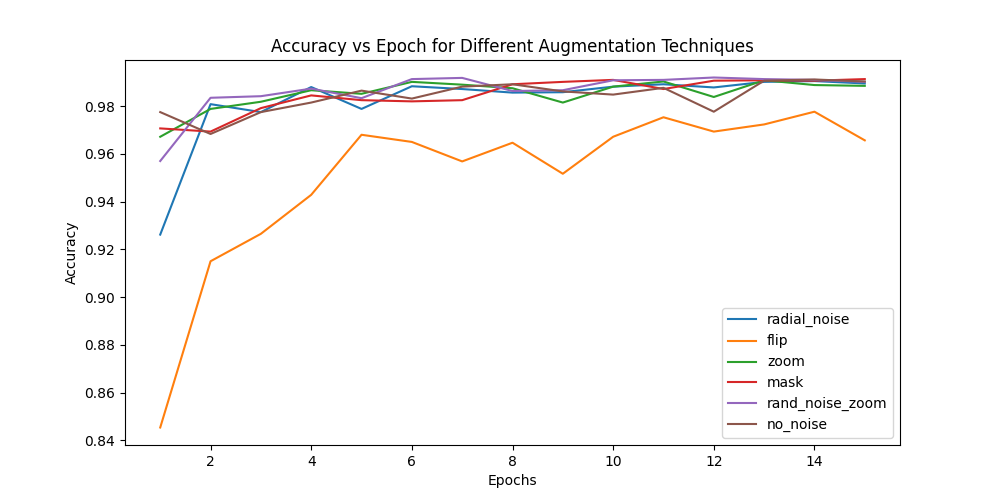 Accuracy vs Epoch for Different Augmentation Techniques
0.98
0.96
0.94
0.92
0.90
0.88
0.86
0.84
Accuracy
radial_noise
flip
zoom
mask
rand_noise_zoom
no_noise
2 4 6 8 10 12 14
Epochs